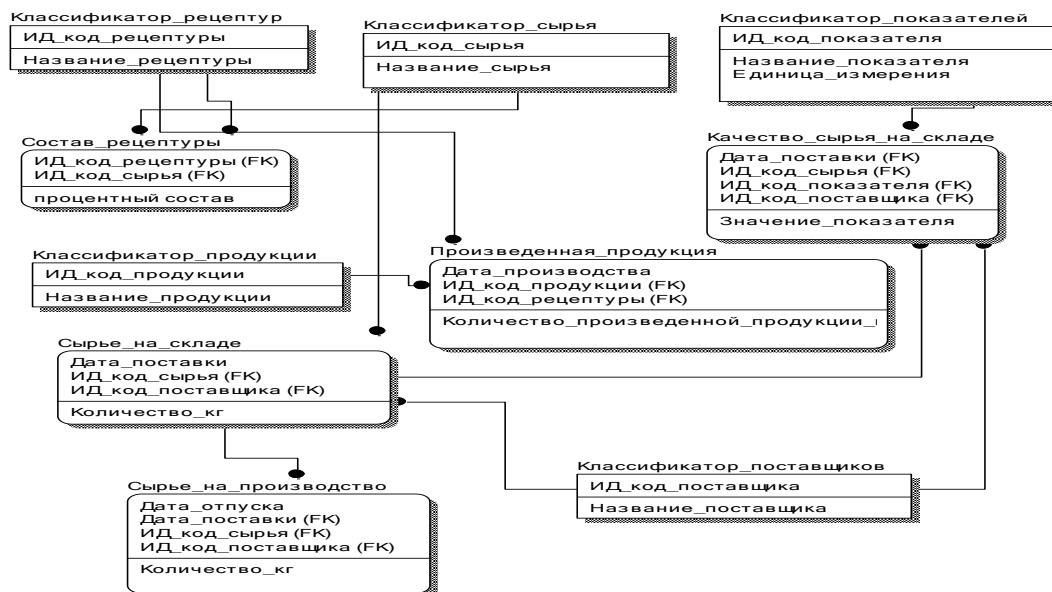 Классификатор_рецептур
ИД_код_рецептуры
Название_рецептуры
Классификатор_сырья
ИД_код_сырья
Название_сырья
Классификатор_показателей
ИД_код_показателя
Название_показателя
Единица_измерения
Состав_рецептуры
ИД_код_рецептуры (FK)
ИД_код_сырья (FK)
процентный состав
Качество_сырья_на_складе
Дата_поставки (FK)
ИД_код_сырья (FK)
ИД_код_показателя (FK)
ИД_код_поставщика (FK)
Значение_показателя
Классификатор_продукции
ИД_код_продукции
Название_продукции
Произведенная_продукция
Дата_производства
ИД_код_продукции (FK)
ИД_код_рецептуры (FK)
Количество_произведенной_продукции_
Сырье_на_складе
Дата_поставки
ИД_код_сырья (FK)
ИД_код_поставщика (FK)
Количество_кг
Классификатор_поставщиков
ИД_код_поставщика
Название_поставщика
Сырье_на_производство
Дата_отпуска
Дата_поставки (FK)
ИД_код_сырья (FK)
ИД_код_поставщика (FK)
Количество_кг